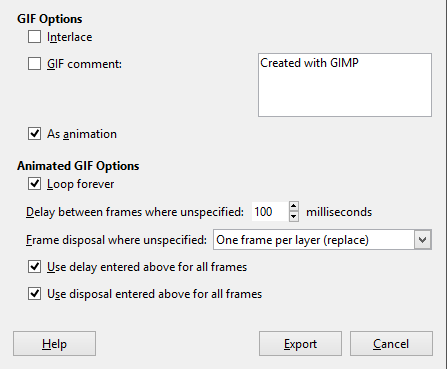 GIF Options
Interlace
GIF comment:
Created with GIMP
As animation
Animated GIF Options
Loop forever
Delay between frames where unspecified: 100 milliseconds
Frame disposal where unspecified: One frame per layer (replace)
Use delay entered above for all frames
Use disposal entered above for all frames
Help Export Cancel